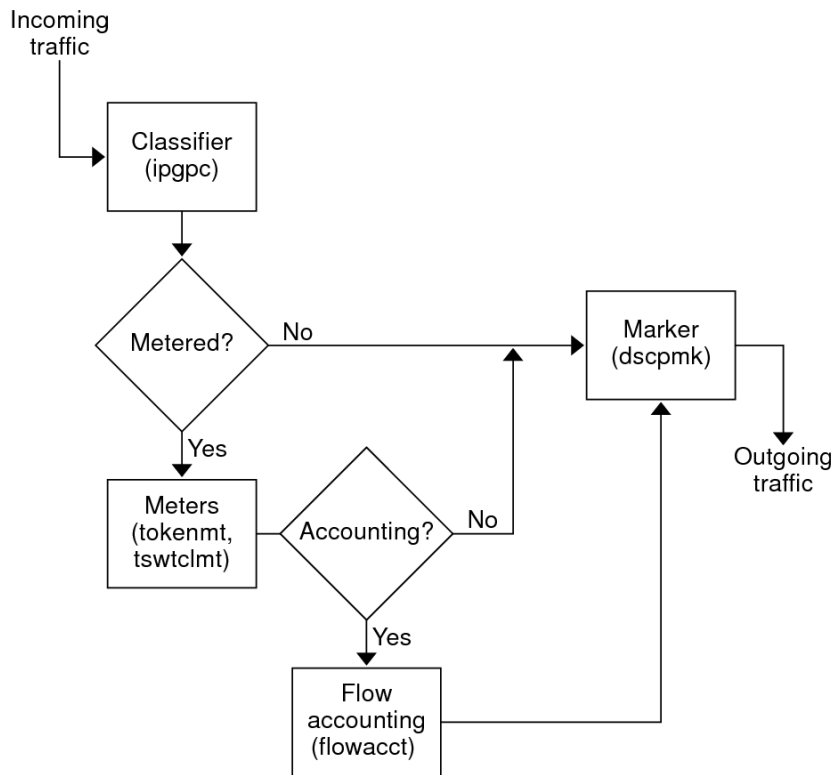 Incoming
traffic
Classifier
(ipgpc)
Metered?
No
Marker
(dscpmk)
Yes
Outgoing
traffic
Meters
(tokenmt,
tswtclmt)
Accounting?
No
Yes
Flow
accounting
(flowacct)